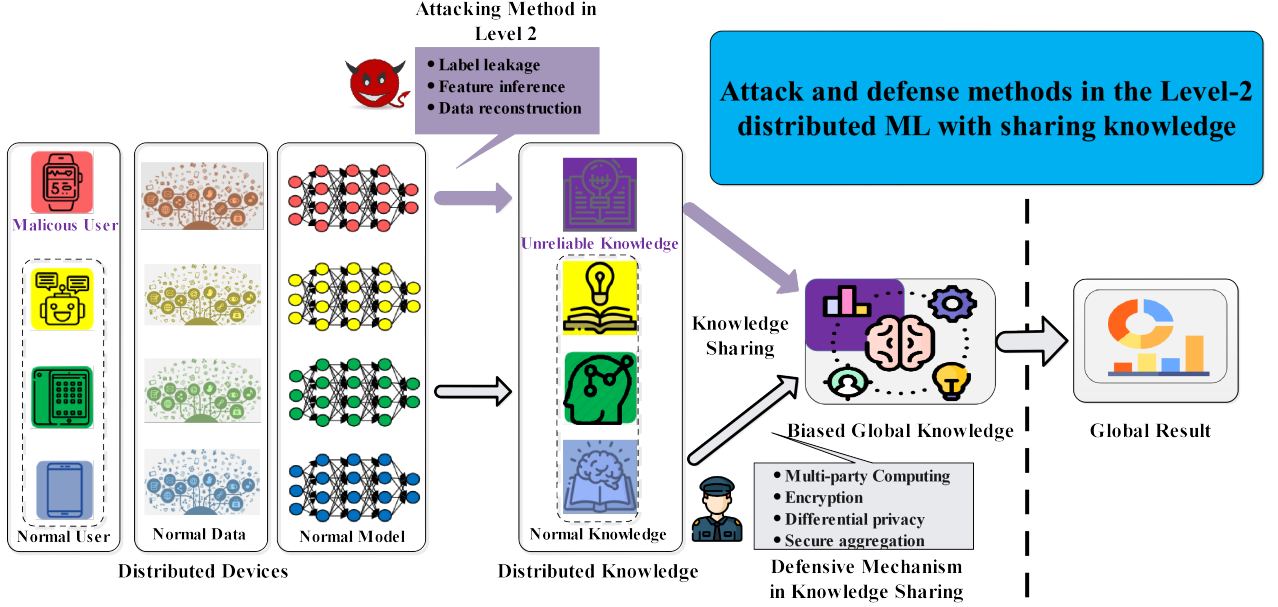 Attacking Method in
Level 2
• Label leakage
• Feature inference
• Data reconstruction
Attack and defense methods in the Level-2
distributed ML with sharing knowledge
5
Malicous User
Normal User
Normal Data
Normal Model
Distributed Devices
Unreliable Knowledge
Normal Knowledge
Distributed Knowledge
Knowledge
Sharing
Biased Global Knowledge
• Multi-party Computing
• Encryption
• Differential privacy
• Secure aggregation
Defensive Mechanism
in Knowledge Sharing
Global Result